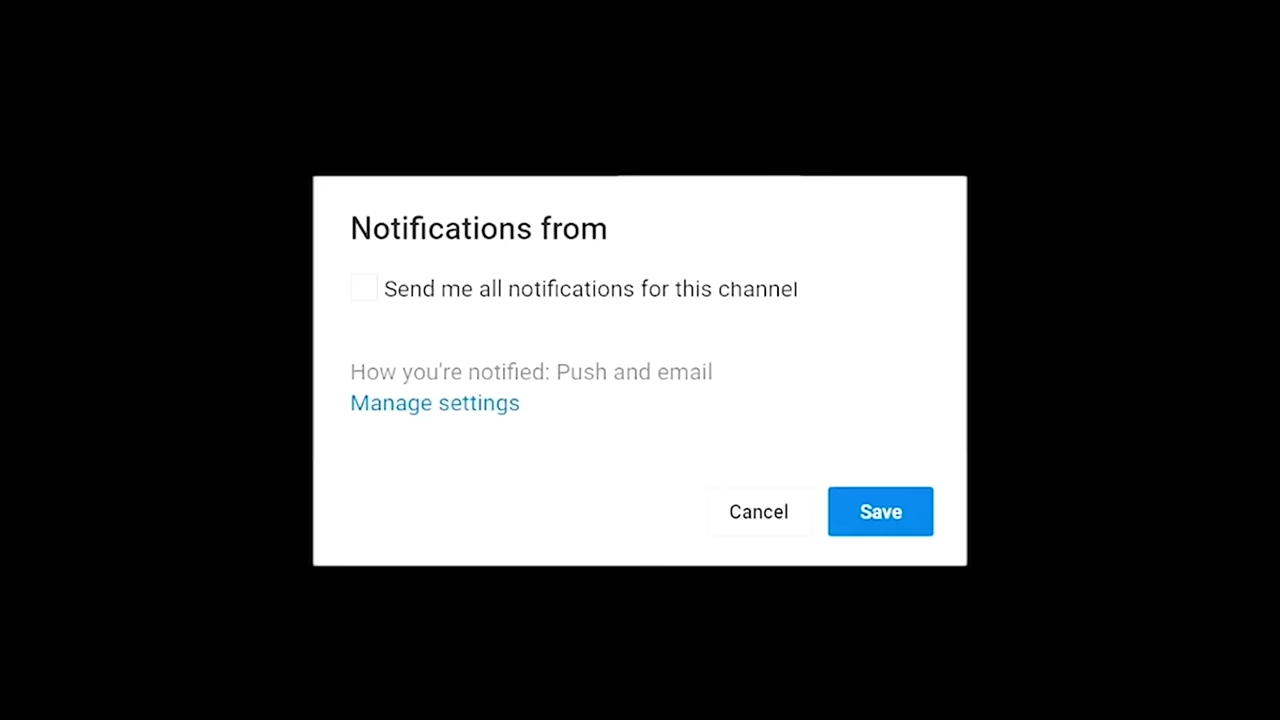 Notifications from
Send me all notifications for this channel
How you're notified: Push and email
Manage settings
Cancel
Save